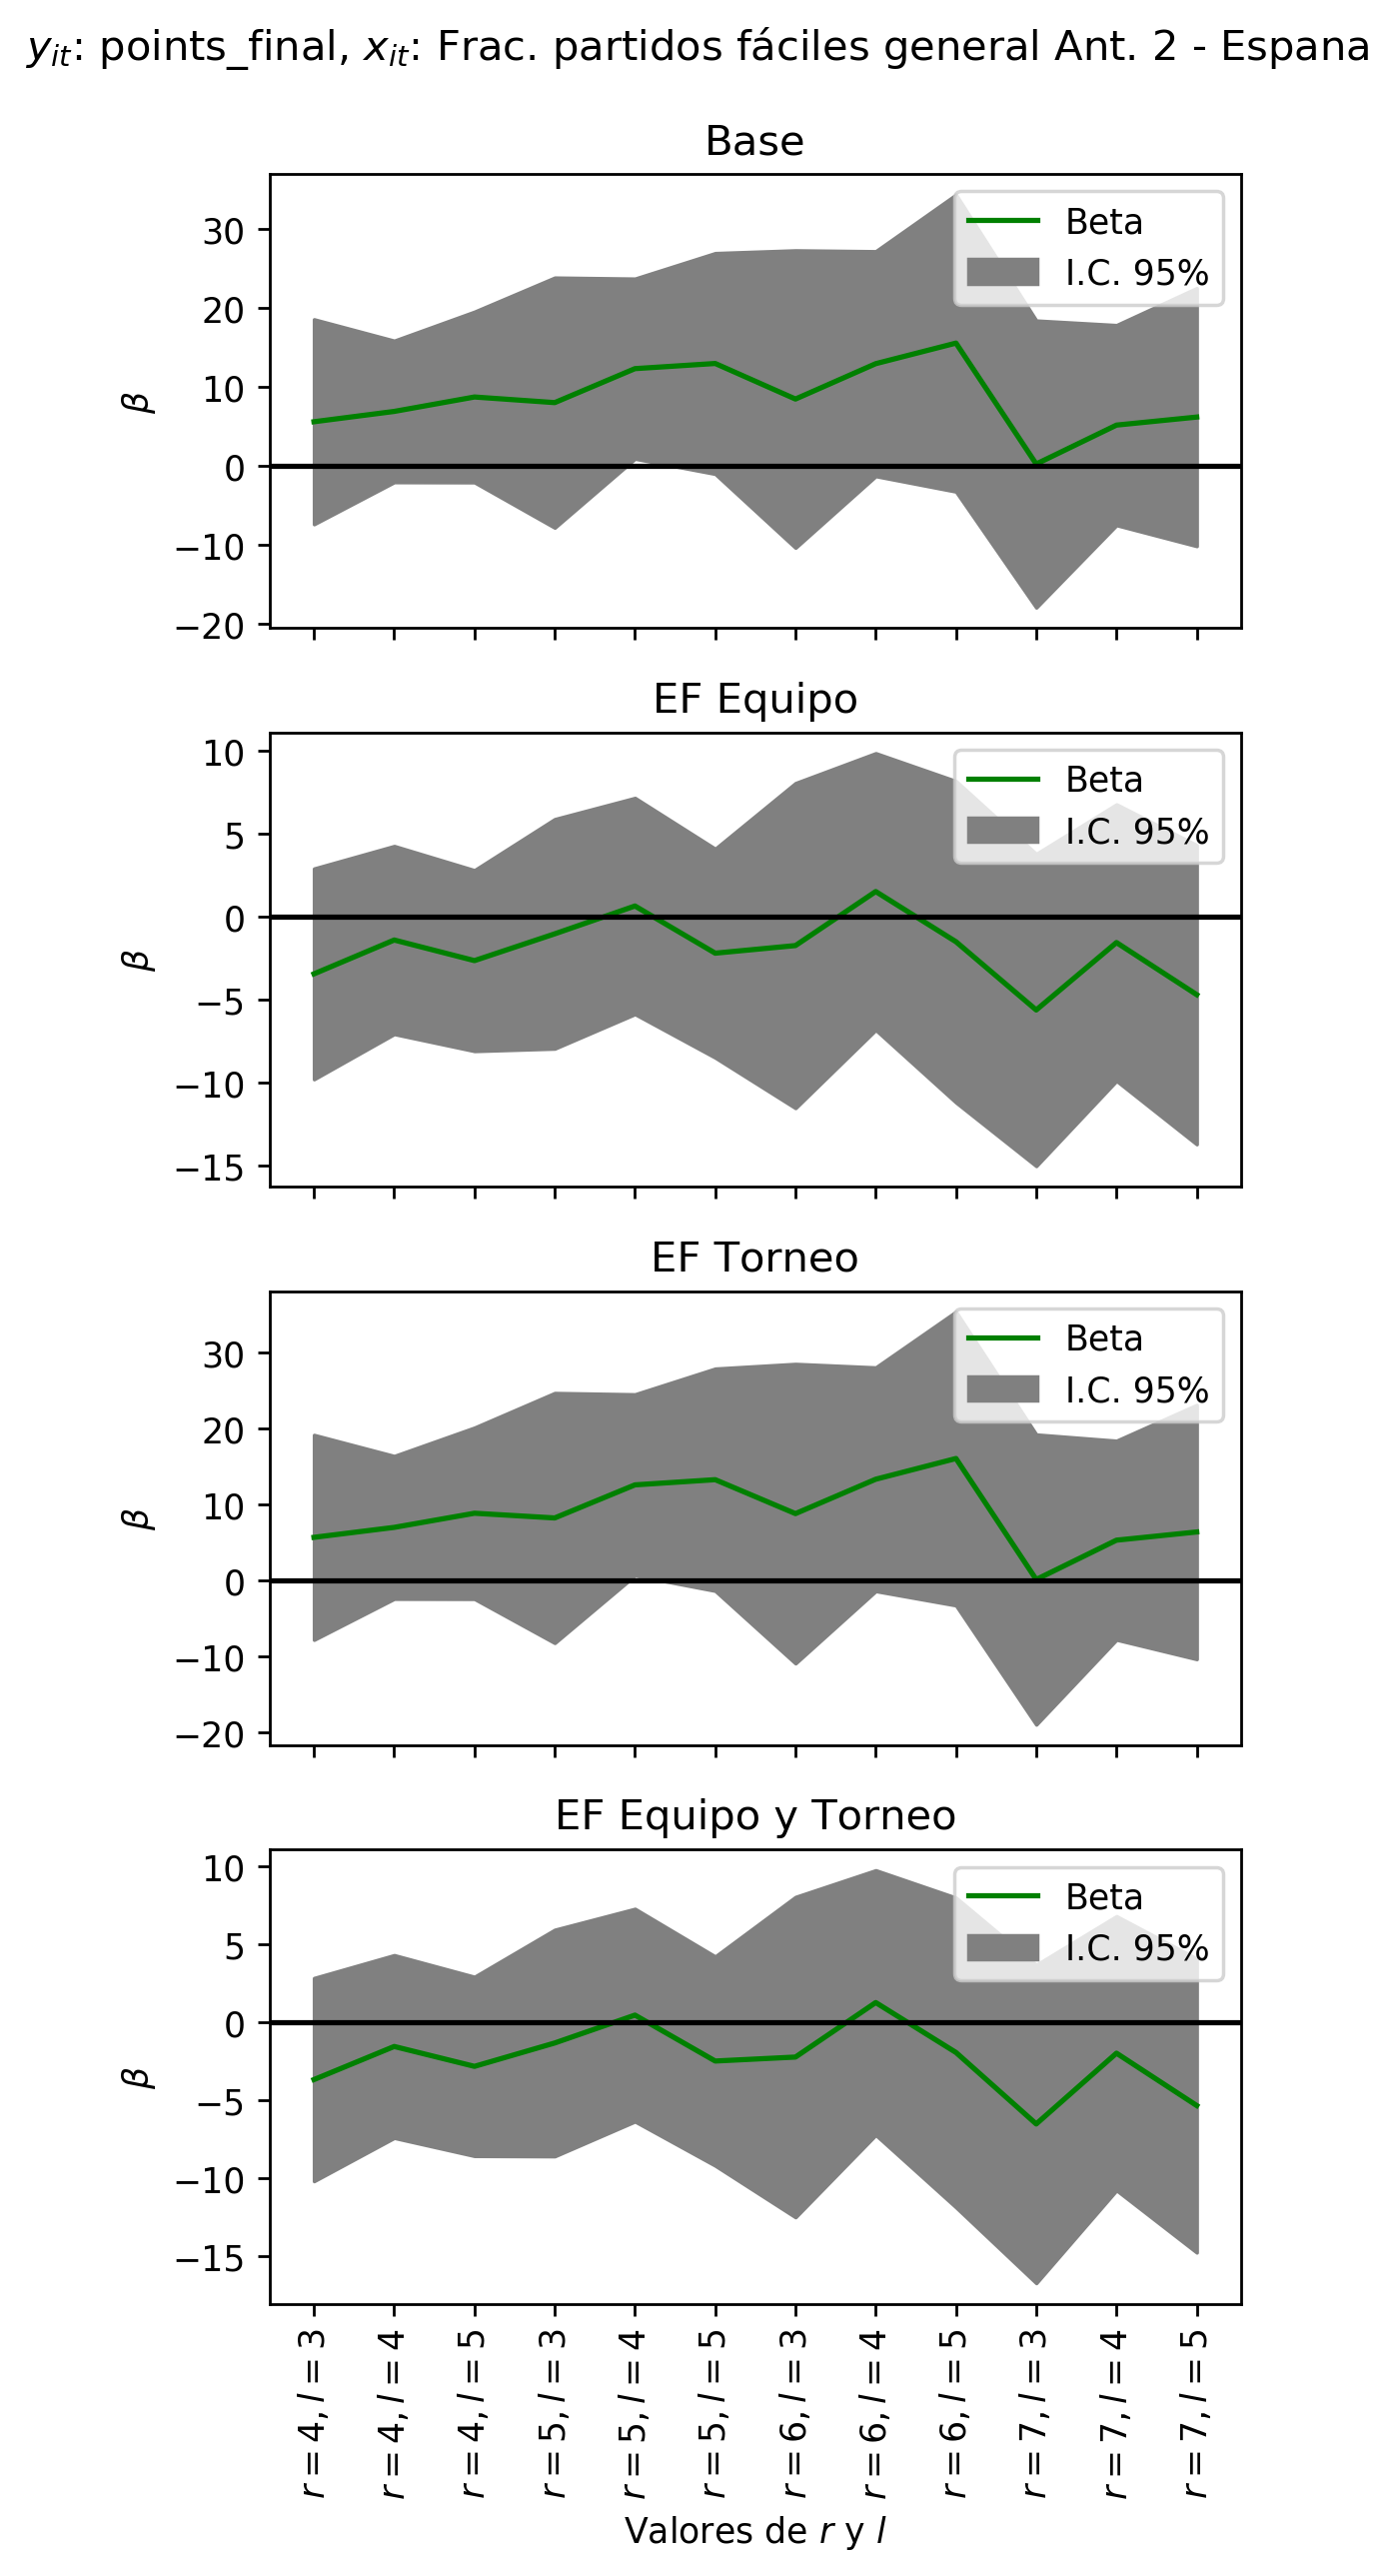 y_it: points_final, x_it: Frac. partidos fáciles general Ant. 2 - Espana
Base
Beta
I.C. 95%
30
20
10
0
−10
−20
β
EF Equipo
Beta
I.C. 95%
10
5
0
−5
−10
−15
β
EF Torneo
Beta
I.C. 95%
30
20
10
0
−10
−20
β
EF Equipo y Torneo
Beta
I.C. 95%
10
5
0
−5
−10
−15
β
r = 4, l = 3
r = 4, l = 4
r = 4, l = 5
r = 5, l = 3
r = 5, l = 4
r = 5, l = 5
r = 6, l = 3
r = 6, l = 4
r = 6, l = 5
r = 7, l = 3
r = 7, l = 4
r = 7, l = 5
Valores de r y l